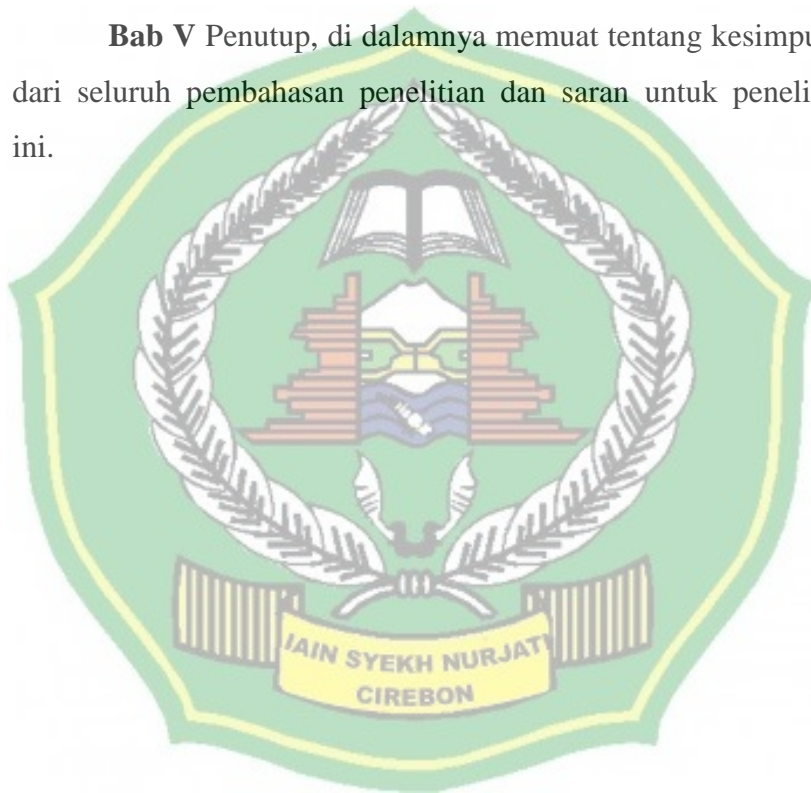 Bab V Penutup, di dalamnya memuat tentang kesimpu
dari seluruh pembahasan penelitian dan saran untuk peneli
ini.
IAIN SYEKH NURJATI
CIREBON